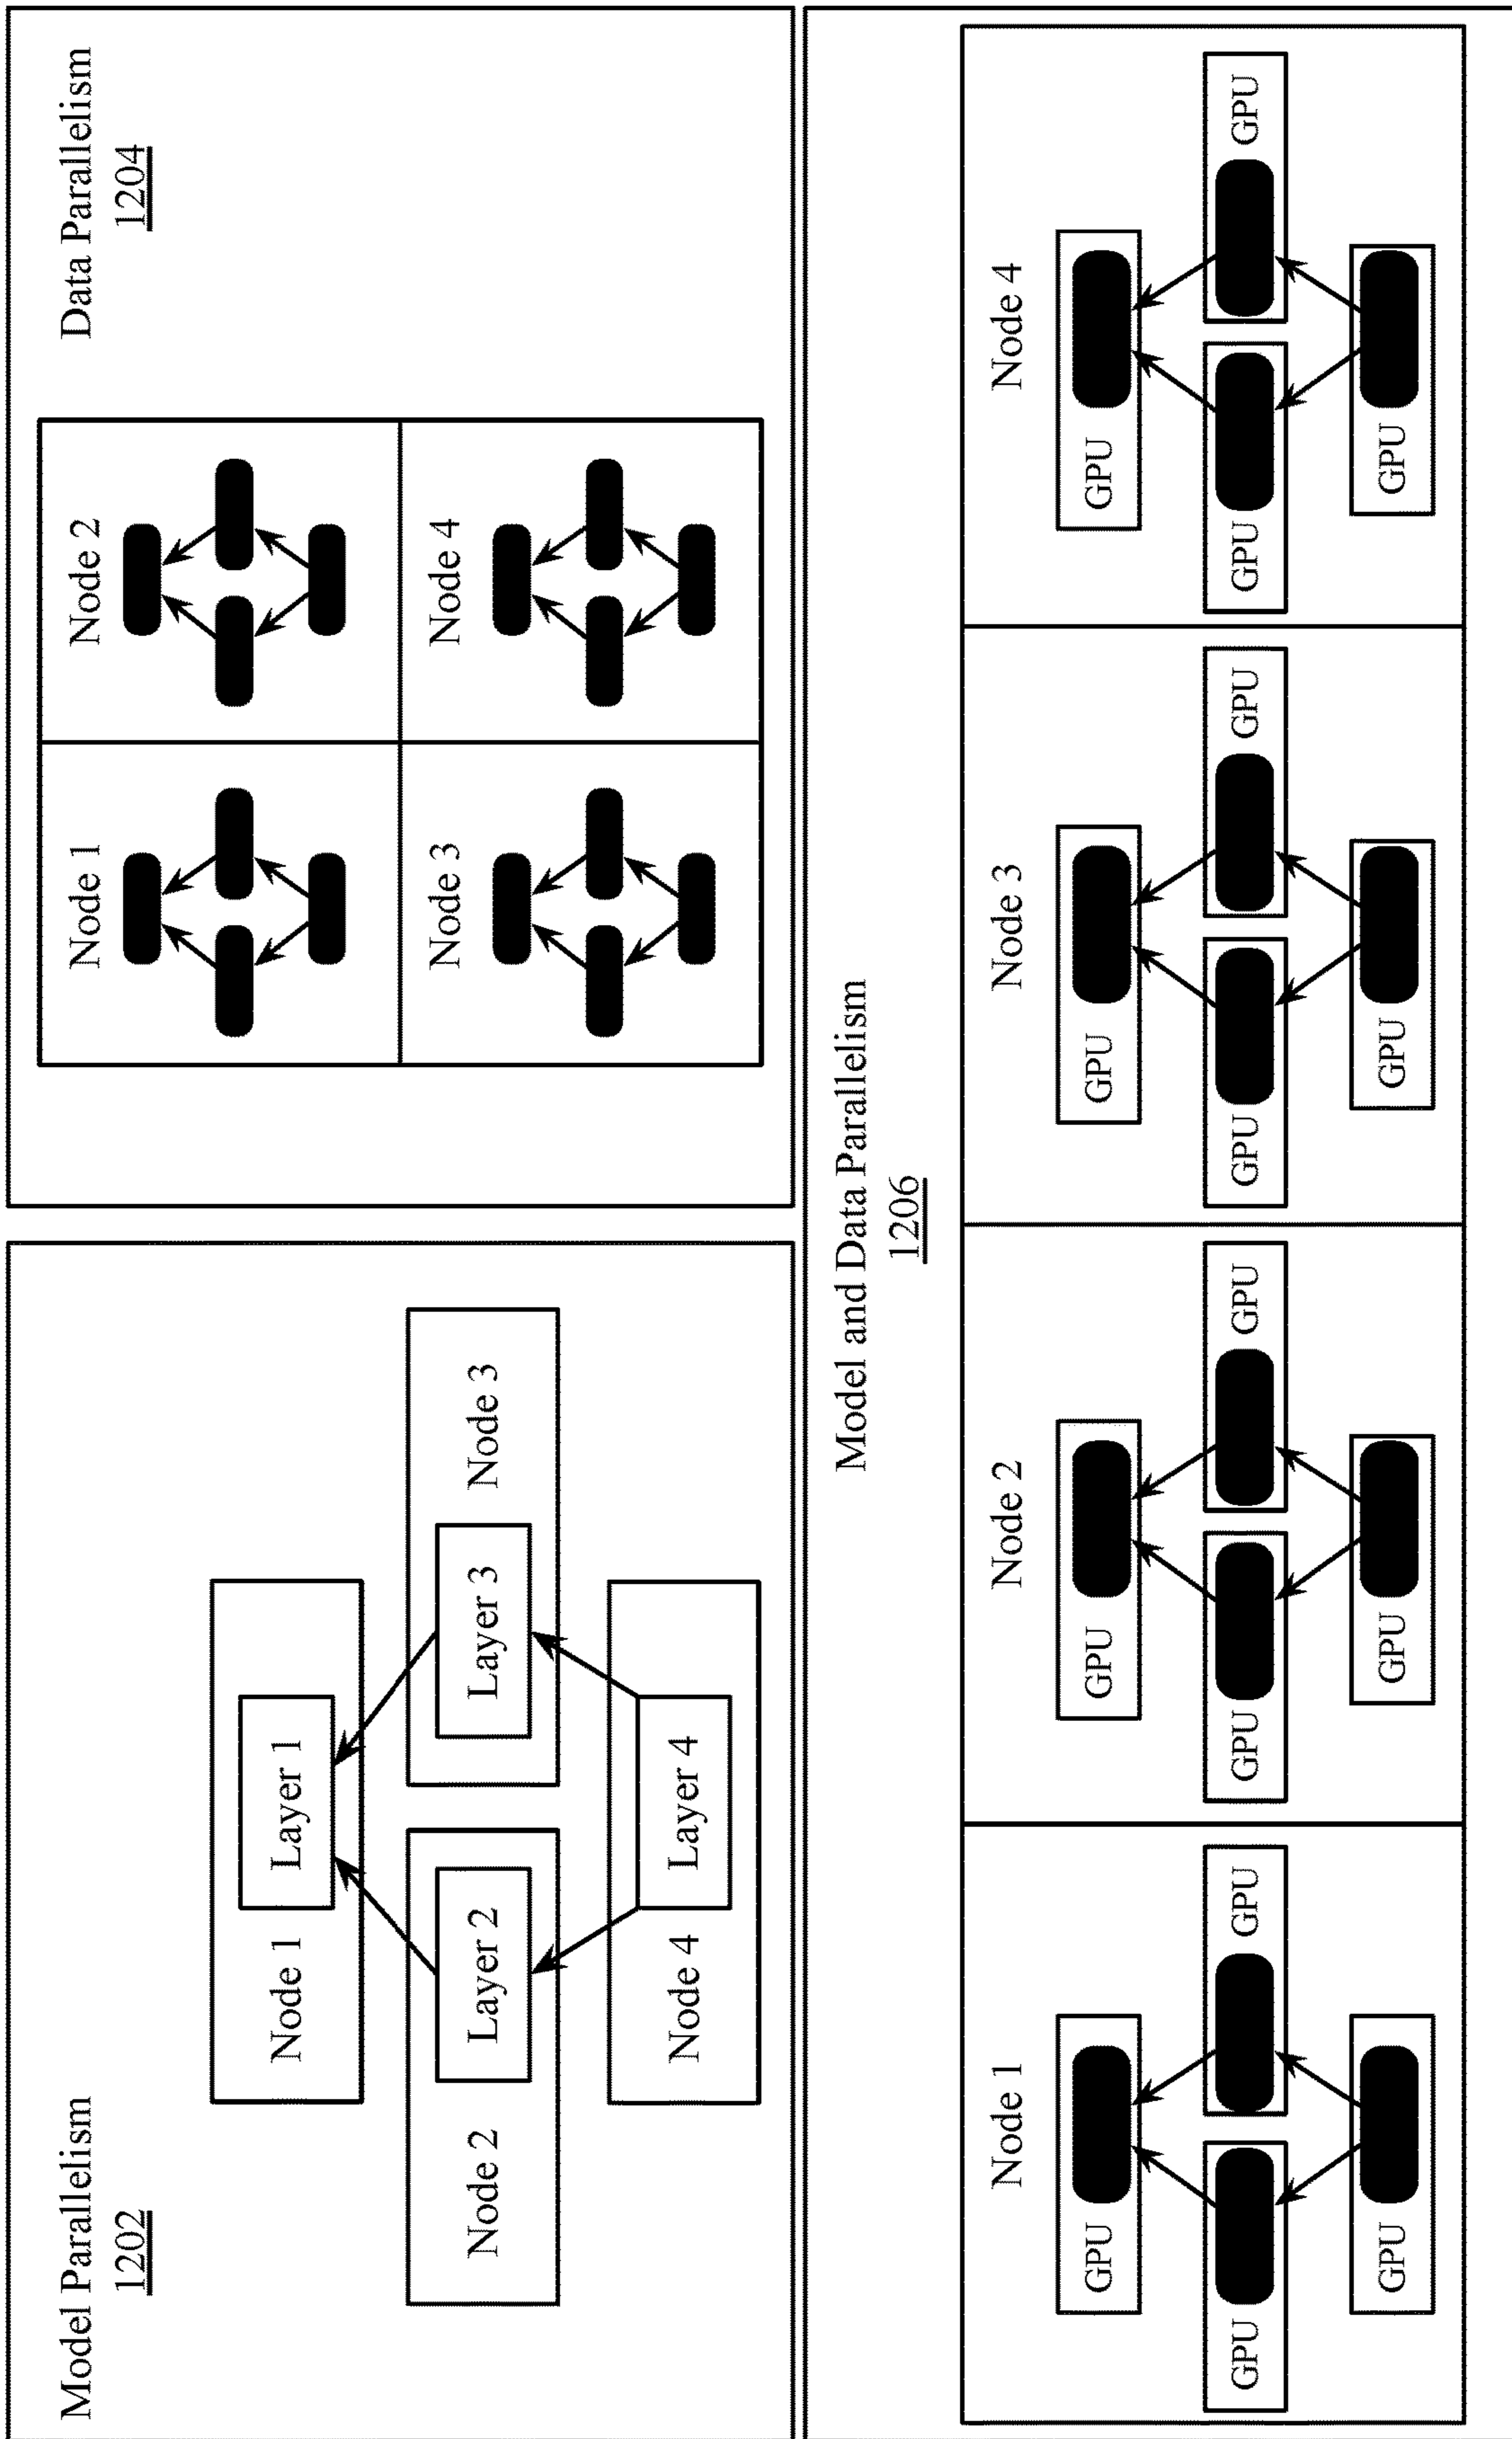 Model Parallelism
1202
Node 1
Layer 1
Node 2
Layer 2
Layer 3
Node 3
Node 4
Layer 4
Data Parallelism
1204
Node 1
Node 2
Node 3
Node 4
Model and Data Parallelism
1206
Node 1
GPU
GPU
GPU
GPU
Node 2
GPU
GPU
GPU
GPU
Node 3
GPU
GPU
GPU
GPU
Node 4
GPU
GPU
GPU
GPU